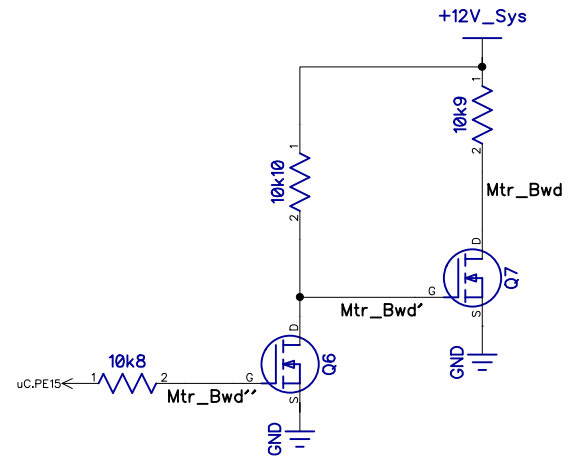 +12V_Sys
1
10k9
2
Mtr_Bwd
1
10k10
2
D
Q7
G
S
Mtr_Bwd'
GND
D
Q6
G
S
10k8
uC.PE15
1
2
Mtr_Bwd''
GND